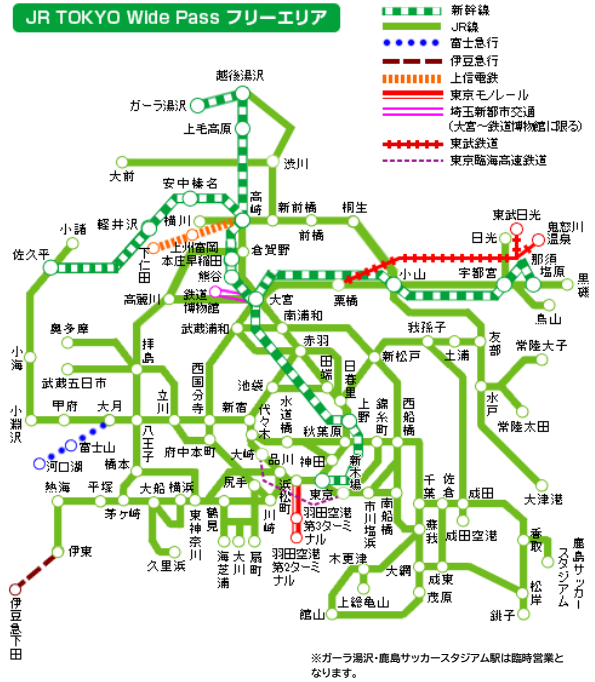 JR TOKYO Wide Pass フリーエリア
新幹線
JR線
富士急行
伊豆急行
上信電鉄
東京モノレール
埼玉新都市交通
(大宮～鉄道博物館に限る)
東武鉄道
東京臨海高速鉄道
越後湯沢
ガーラ湯沢
上毛高原
渋川
大前
安中榛名
高崎
新前橋
桐生
前橋
横川
軽井沢
小諸
佐久平
下仁田
上州富岡
本庄早稲田
倉賀野
熊谷
高麗川
鉄道
博物館
大宮
東武日光
鬼怒川
温泉
日光
那須
塩原
小山
宇都宮
黒磯
栗橋
烏山
武蔵浦和
南浦和
我孫子
友部
常陸大子
奥多摩
拝島
赤羽
土浦
新松戸
小海
武蔵五日市
西国分寺
池袋
田端
日暮里
水戸
小淵沢
甲府
大月
立川
新宿
代々木
水道橋
上野
錦糸町
西船橋
常陸太田
富士山
八王子
府中本町
秋葉原
河口湖
橋本
大崎
品川
神田
新木場
千葉
佐倉
成田
大津港
熱海
平塚
大船
横浜
尻手
浜松町
東京
茅ヶ崎
東神奈川
鶴見
川崎
羽田空港
第3ターミ
ナル
市川塩浜
南船橋
蘇我
成田空港
香取
鹿島サッカー
スタジアム
伊東
久里浜
海芝浦
大川
扇町
羽田空港
第2ターミ
ナル
木更津
大網
成東
松岸
伊豆急下田
館山
上総亀山
茂原
銚子
※ガーラ湯沢・鹿島サッカースタジアム駅は臨時営業と
なります。